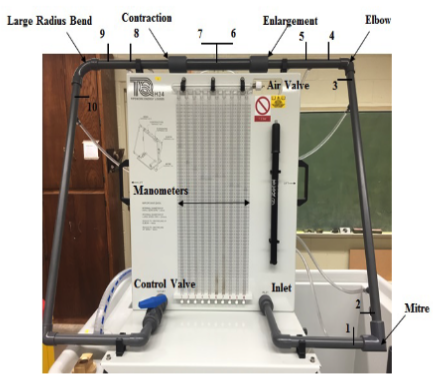 Large Radius Bend
Contraction
Enlargement
Elbow
9
8
7
6
5
4
3
10
Air Valve
Manometers
Control Valve
Inlet
2
1
Mitre